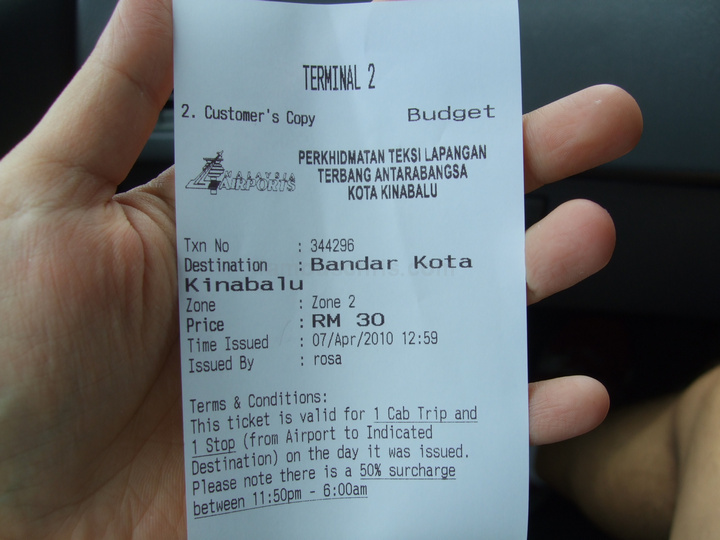 TERMINAL 2
2. Customer's Copy Budget
MALAYSIA
AIRPORTS
PERKHIDMATAN TEKSI LAPANGAN
TERBANG ANTARABANGSA
KOTA KINABALU
Txn No : 344296
Destination : Bandar Kota
Kinabalu
Zone : Zone 2
Price : RM 30
Time Issued : 07/Apr/2010 12:59
Issued By : rosa
Terms & Conditions:
This ticket is valid for 1 Cab Trip and
1 Stop (from Airport to Indicated
Destination) on the day it was issued.
Please note there is a 50% surcharge
between 11:50pm - 6:00am